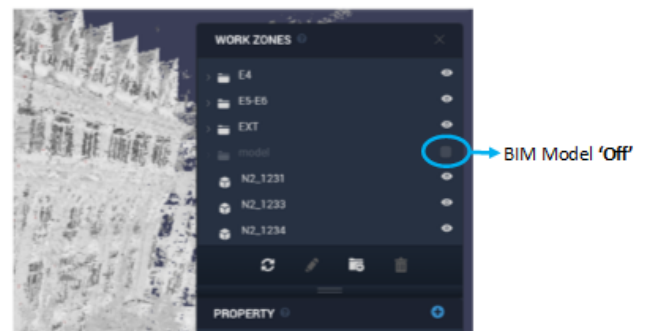 WORK ZONES
E4
E5-E6
EXT
model
BIM Model 'Off'
N2_1231
N2_1233
N2_1234
PROPERTY